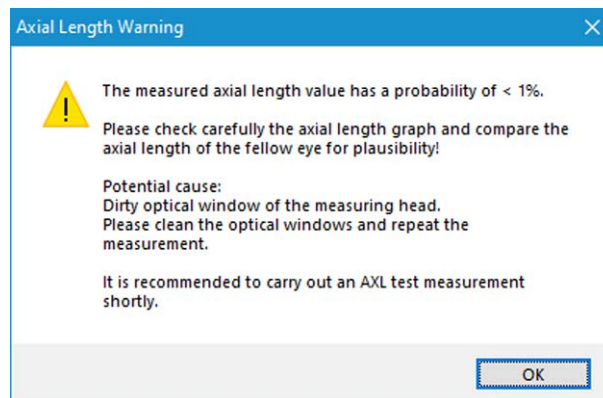 Axial Length Warning
The measured axial length value has a probability of < 1%.
Please check carefully the axial length graph and compare the
axial length of the fellow eye for plausibility!
Potential cause:
Dirty optical window of the measuring head.
Please clean the optical windows and repeat the
measurement.
It is recommended to carry out an AXL test measurement
shortly.
OK